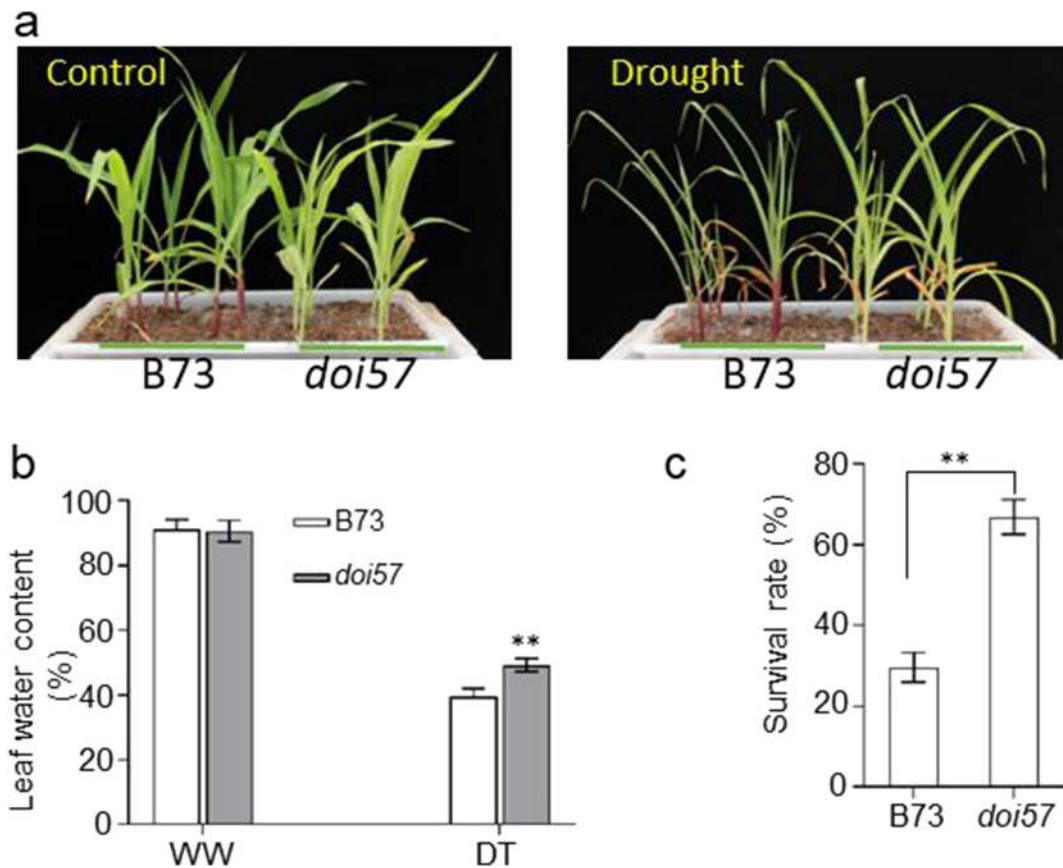 a
Control
Drought
B73 doi57
B73 doi57
b
Leaf water content
(%)
100
80
60
40
20
0
B73
doi57
**
WW DT
c
Survival rate (%)
80
60
40
20
0
**
B73 doi57